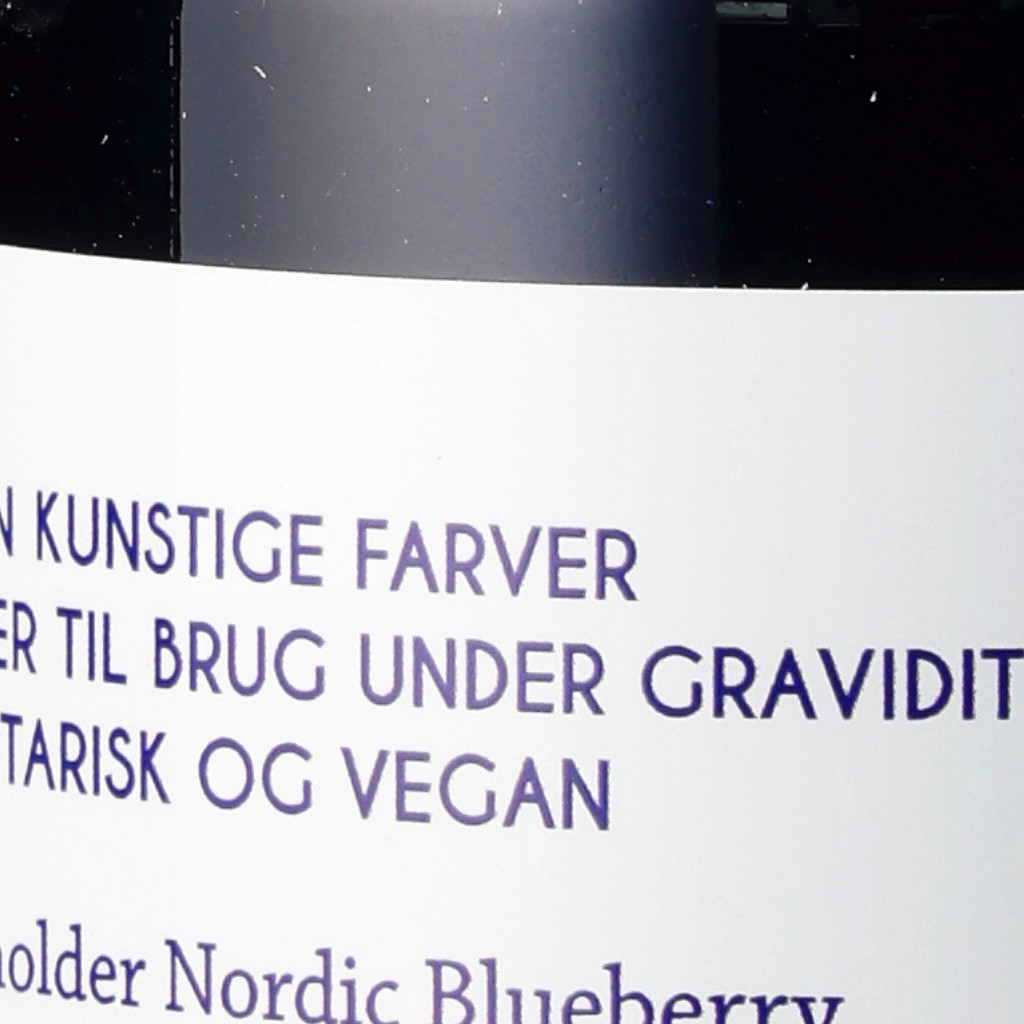 N KUNSTIGE FARVER
ER TIL BRUG UNDER GRAVIDIT
TARISK OG VEGAN
holder Nordic Blueberry